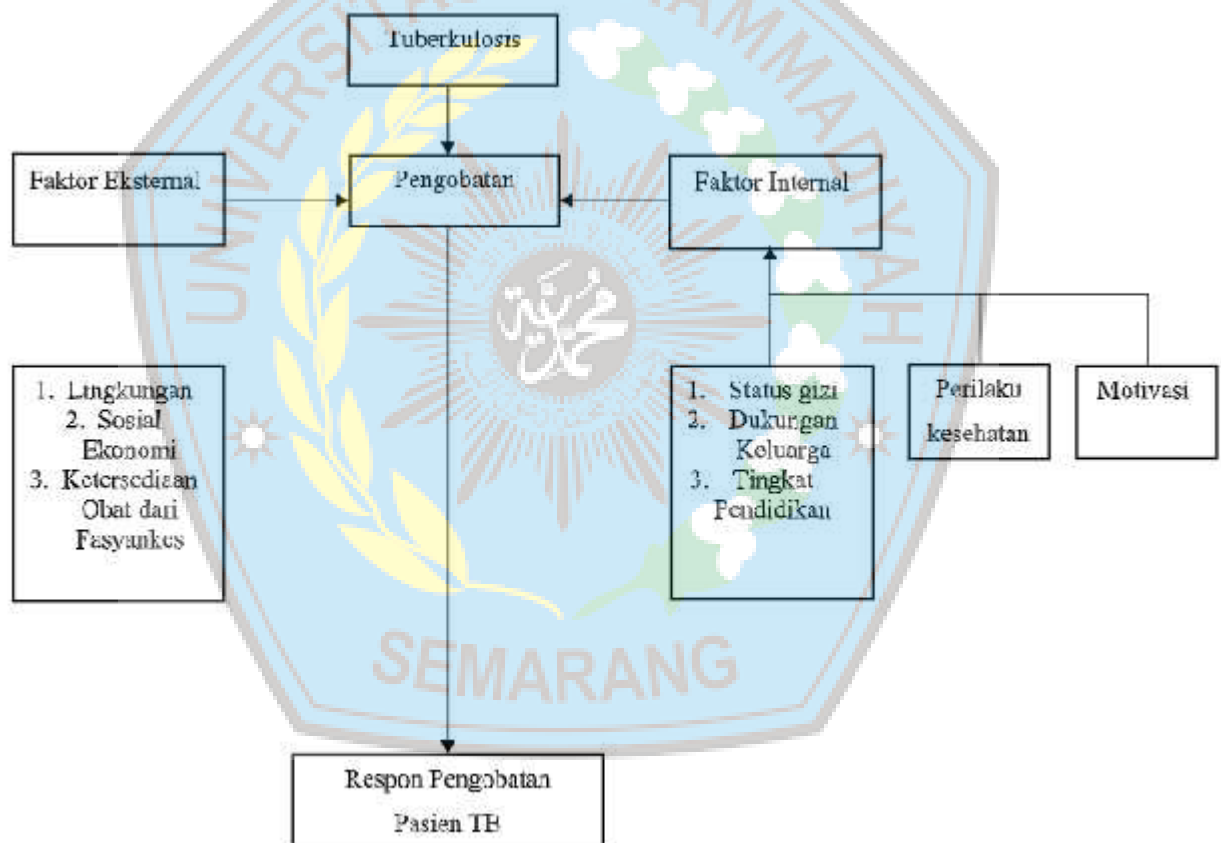 Tuberkulosis
Faktor Eksternal
Pengobatan
Faktor Internal
1. Lingkungan
2. Sosial
Ekonomi
3. Ketersediaan
Obat dari
Fasyankes
1. Status gizi
2. Dukungan
Keluarga
3. Tingkat
Pendidikan
Perilaku
kesehatan
Motivasi
Respon Pengobatan
Pasien TB
SEMARANG
محمدية